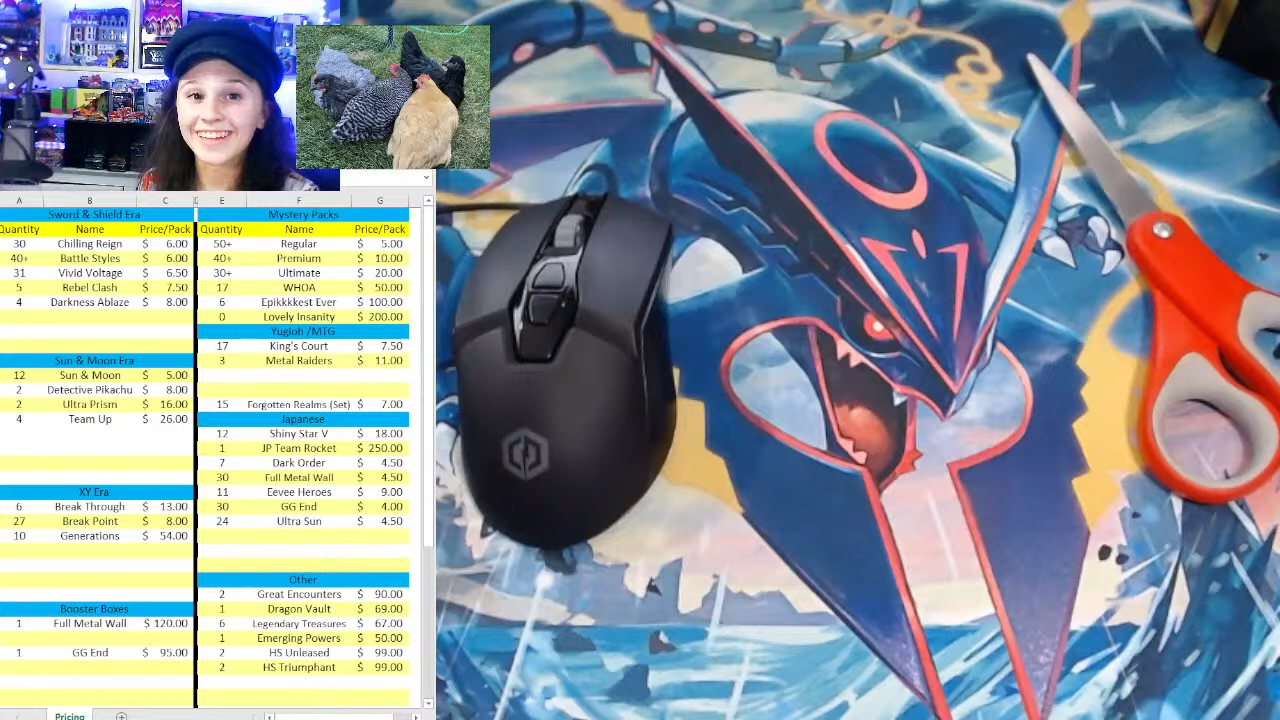 A B C E F G
Sword & Shield Era
Quantity Name Price/Pack
30 Chilling Reign $ 6.00
40+ Battle Styles $ 6.00
31 Vivid Voltage $ 6.50
5 Rebel Clash $ 7.50
4 Darkness Ablaze $ 8.00
Sun & Moon Era
12 Sun & Moon $ 5.00
2 Detective Pikachu $ 8.00
2 Ultra Prism $ 16.00
4 Team Up $ 26.00
XY Era
6 Break Through $ 13.00
27 Break Point $ 8.00
10 Generations $ 54.00
Booster Boxes
1 Full Metal Wall $ 120.00
1 GG End $ 95.00
Mystery Packs
Quantity Name Price/Pack
50+ Regular $ 5.00
40+ Premium $ 10.00
30+ Ultimate $ 20.00
17 WHOA $ 50.00
6 Epikkkkest Ever $ 100.00
0 Lovely Insanity $ 200.00
Yugioh /MTG
17 King's Court $ 7.50
3 Metal Raiders $ 11.00
15 Forgotten Realms (Set) $ 7.00
Japanese
12 Shiny Star V $ 18.00
1 JP Team Rocket $ 250.00
7 Dark Order $ 4.50
30 Full Metal Wall $ 4.50
11 Eevee Heroes $ 9.00
30 GG End $ 4.00
24 Ultra Sun $ 4.50
Other
2 Great Encounters $ 90.00
1 Dragon Vault $ 69.00
6 Legendary Treasures $ 67.00
1 Emerging Powers $ 50.00
2 HS Unleased $ 99.00
2 HS Triumphant $ 99.00
Pricing